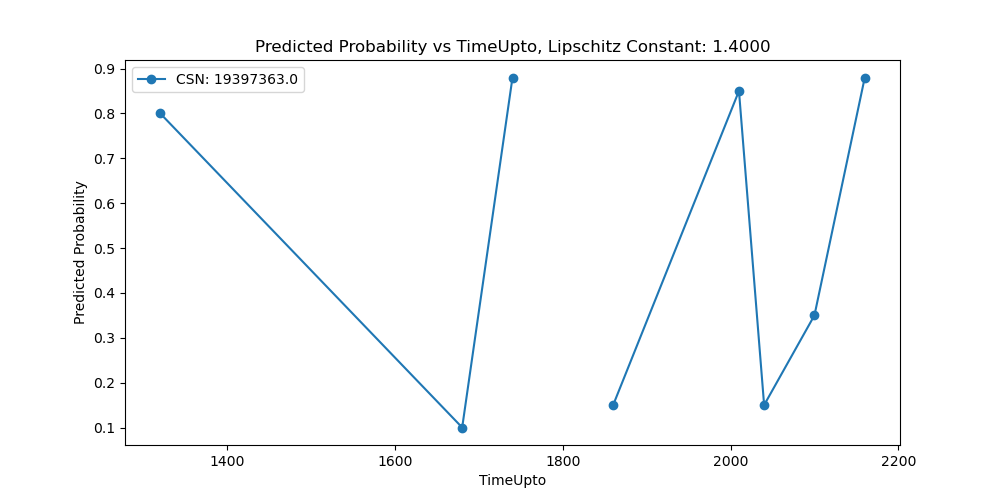 Predicted Probability vs TimeUpto, Lipschitz Constant: 1.4000
CSN: 19397363.0
Predicted Probability
0.9
0.8
0.7
0.6
0.5
0.4
0.3
0.2
0.1
1400 1600 1800 2000 2200
TimeUpto